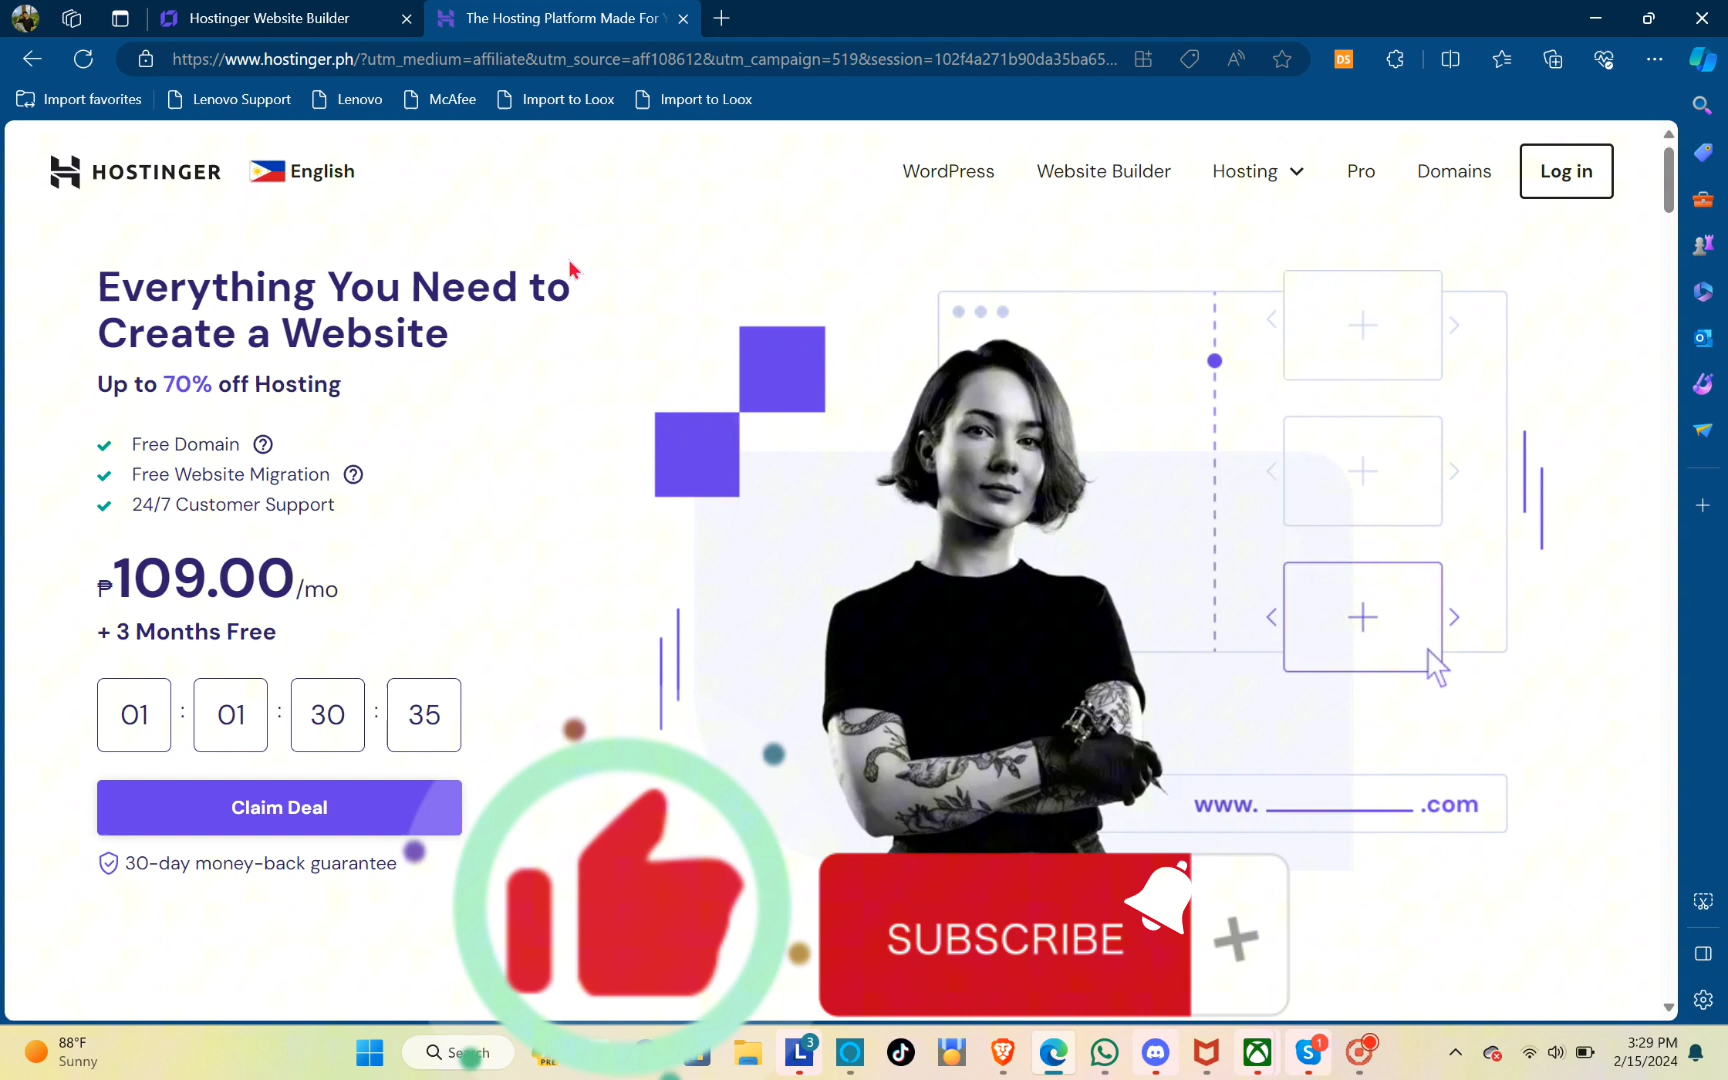 Hostinger Website Builder
The Hosting Platform Made For
https://www.hostinger.ph/?utm_medium=affiliate&utm_source=aff108612&utm_campaign=519&session=102f4a271b90da35ba65...
DS
Import favorites
Lenovo Support
Lenovo
McAfee
Import to Loox
Import to Loox
HOSTINGER
English
WordPress
Website Builder
Hosting
Pro
Domains
Log in
Everything You Need to
Create a Website
Up to 70% off Hosting
Free Domain
Free Website Migration
24/7 Customer Support
₱109.00/mo
+ 3 Months Free
01 : 01 : 30 : 35
Claim Deal
30-day money-back guarantee
www. ____________ .com
SUBSCRIBE
88°F
Sunny
3
1
3:29 PM
2/15/2024